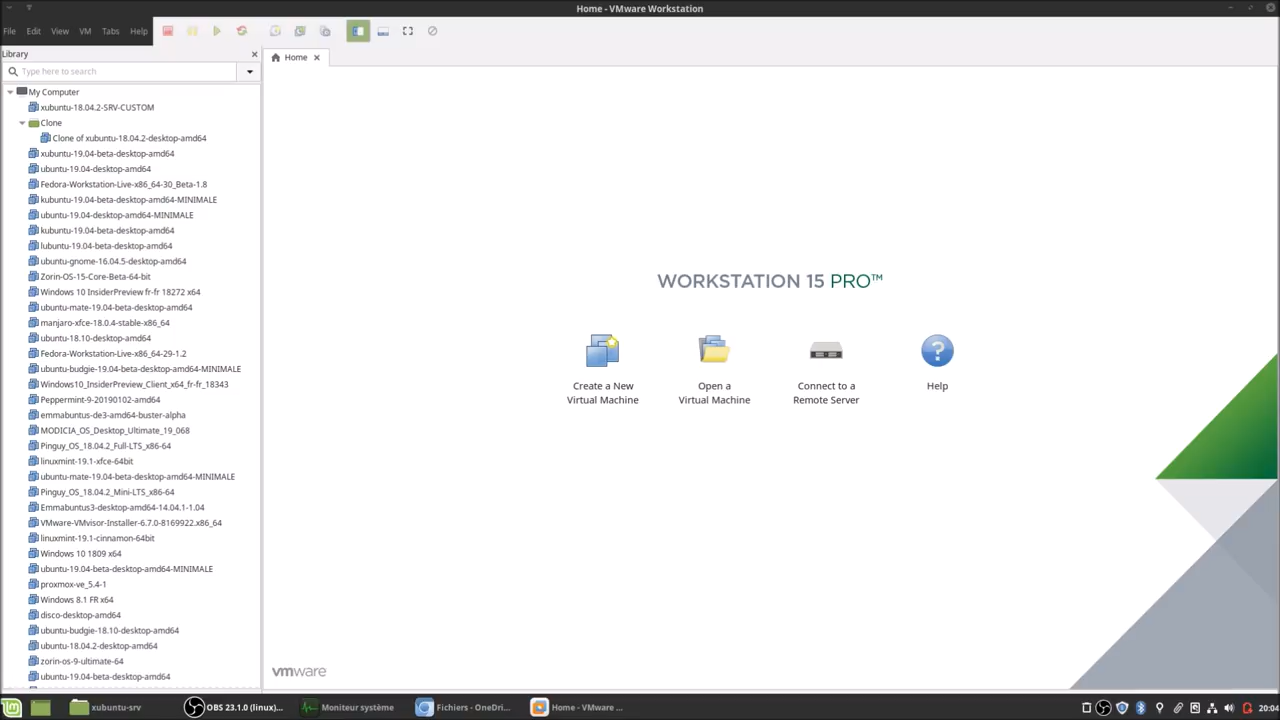 Home - VMware Workstation
File Edit View VM Tabs Help
Library
Type here to search
Home
My Computer
xubuntu-18.04.2-SRV-CUSTOM
Clone
Clone of xubuntu-18.04.2-desktop-amd64
xubuntu-19.04-beta-desktop-amd64
ubuntu-19.04-desktop-amd64
Fedora-Workstation-Live-x86_64-30_Beta-1.8
kubuntu-19.04-beta-desktop-amd64-MINIMALE
ubuntu-19.04-desktop-amd64-MINIMALE
kubuntu-19.04-beta-desktop-amd64
lubuntu-19.04-beta-desktop-amd64
ubuntu-gnome-16.04.5-desktop-amd64
Zorin-OS-15-Core-Beta-64-bit
Windows 10 InsiderPreview fr-fr 18272 x64
ubuntu-mate-19.04-beta-desktop-amd64
manjaro-xfce-18.0.4-stable-x86_64
ubuntu-18.10-desktop-amd64
Fedora-Workstation-Live-x86_64-29-1.2
ubuntu-budgie-19.04-beta-desktop-amd64-MINIMALE
Windows10_InsiderPreview_Client_x64_fr-fr_18343
Peppermint-9-20190102-amd64
emmabuntus-de3-amd64-buster-alpha
MODICIA_OS_Desktop_Ultimate_19_068
Pinguy_OS_18.04.2_Full-LTS_x86-64
linuxmint-19.1-xfce-64bit
ubuntu-mate-19.04-beta-desktop-amd64-MINIMALE
Pinguy_OS_18.04.2_Mini-LTS_x86-64
Emmabuntus3-desktop-amd64-14.04.1-1.04
VMware-VMvisor-Installer-6.7.0-8169922.x86_64
linuxmint-19.1-cinnamon-64bit
Windows 10 1809 x64
ubuntu-19.04-beta-desktop-amd64-MINIMALE
proxmox-ve_5.4-1
Windows 8.1 FR x64
disco-desktop-amd64
ubuntu-budgie-18.10-desktop-amd64
ubuntu-18.04.2-desktop-amd64
zorin-os-9-ultimate-64
ubuntu-19.04-beta-desktop-amd64
WORKSTATION 15 PRO™
Create a New
Virtual Machine
Open a
Virtual Machine
Connect to a
Remote Server
Help
vmware
xubuntu-srv
OBS 23.1.0 (linux)...
Moniteur système
Fichiers - OneDri...
Home - VMware ...
20:04